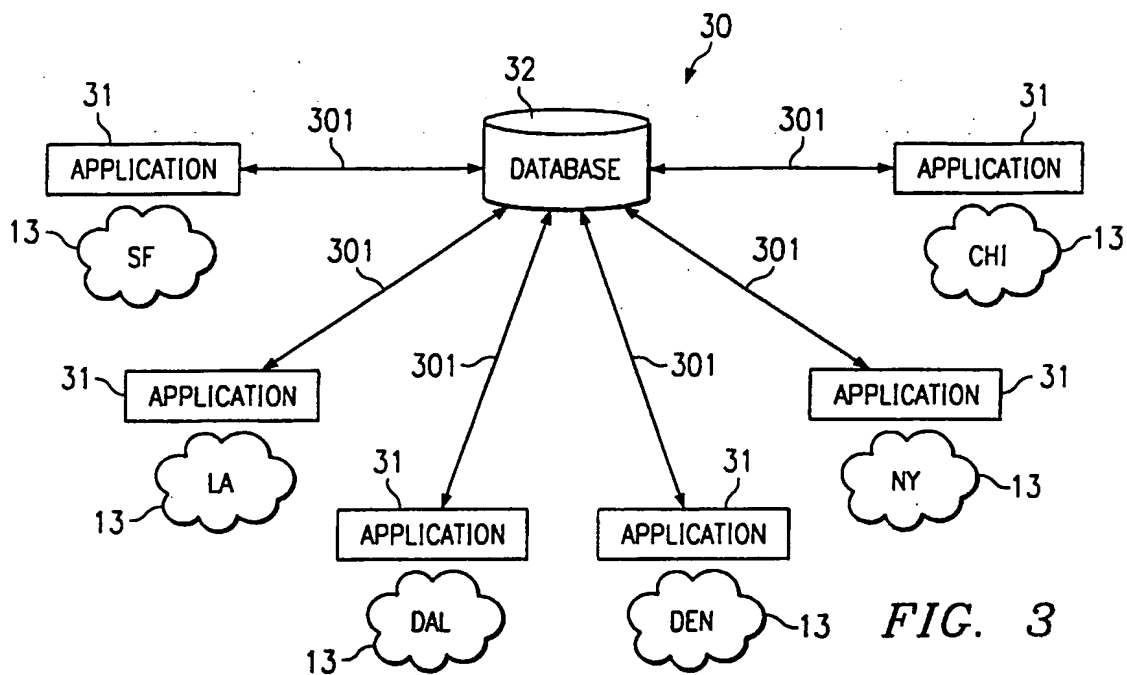 30
32
31
301
301
31
APPLICATION
DATABASE
APPLICATION
13
SF
CHI
13
301
301
301
301
31
APPLICATION
APPLICATION
31
LA
13
NY
13
31
31
APPLICATION
APPLICATION
DAL
13
DEN
13
FIG. 3